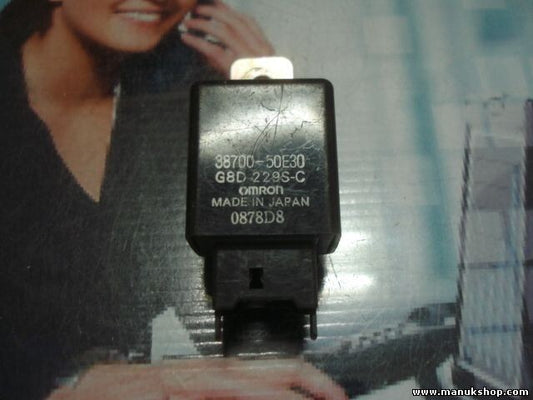 38700-50E30
G8D-229S-C
OMRON
MADE IN JAPAN
0878D8
www.manukshop.com